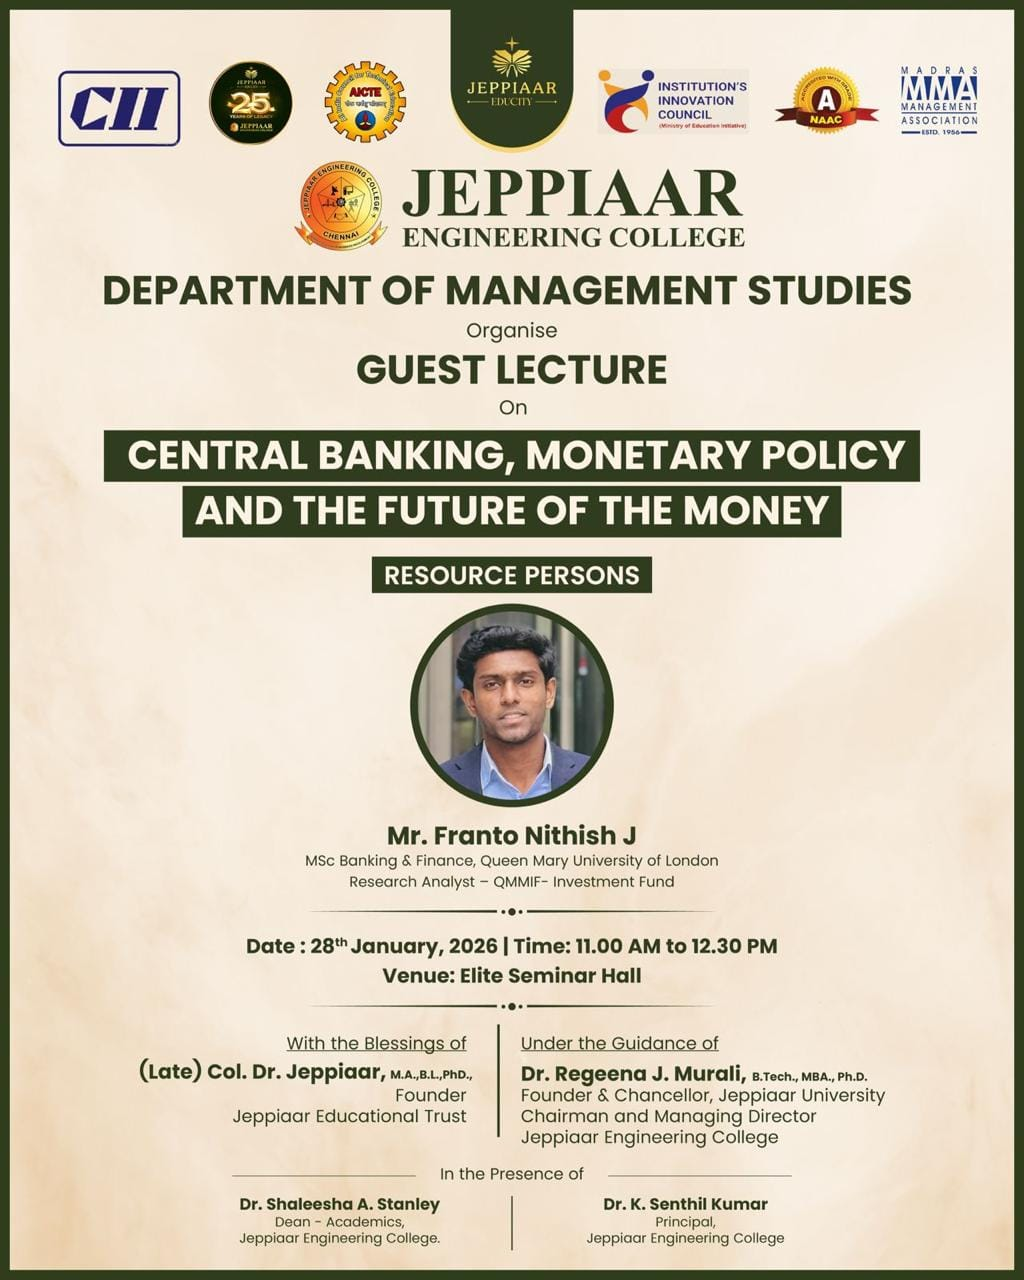 CII
JEPPIAAR
25
YEARS OF LEGACY
JEPPIAAR
AICTE
JEPPIAAR
EDUCITY
INSTITUTION'S
INNOVATION
COUNCIL
(Ministry of Education Initiative)
ACCREDITED WITH GRADE
A
NAAC
MADRAS
MMA
MANAGEMENT
ASSOCIATION
ESTD. 1956
JEPPIAAR ENGINEERING COLLEGE
CHENNAI
JEPPIAAR
ENGINEERING COLLEGE
DEPARTMENT OF MANAGEMENT STUDIES
Organise
GUEST LECTURE
On
CENTRAL BANKING, MONETARY POLICY
AND THE FUTURE OF THE MONEY
RESOURCE PERSONS
Mr. Franto Nithish J
MSc Banking & Finance, Queen Mary University of London
Research Analyst – QMMIF- Investment Fund
Date : 28th January, 2026 | Time: 11.00 AM to 12.30 PM
Venue: Elite Seminar Hall
With the Blessings of
(Late) Col. Dr. Jeppiaar, M.A.,B.L.,PhD.,
Founder
Jeppiaar Educational Trust
Under the Guidance of
Dr. Regeena J. Murali, B.Tech., MBA., Ph.D.
Founder & Chancellor, Jeppiaar University
Chairman and Managing Director
Jeppiaar Engineering College
In the Presence of
Dr. Shaleesha A. Stanley
Dean - Academics,
Jeppiaar Engineering College.
Dr. K. Senthil Kumar
Principal,
Jeppiaar Engineering College